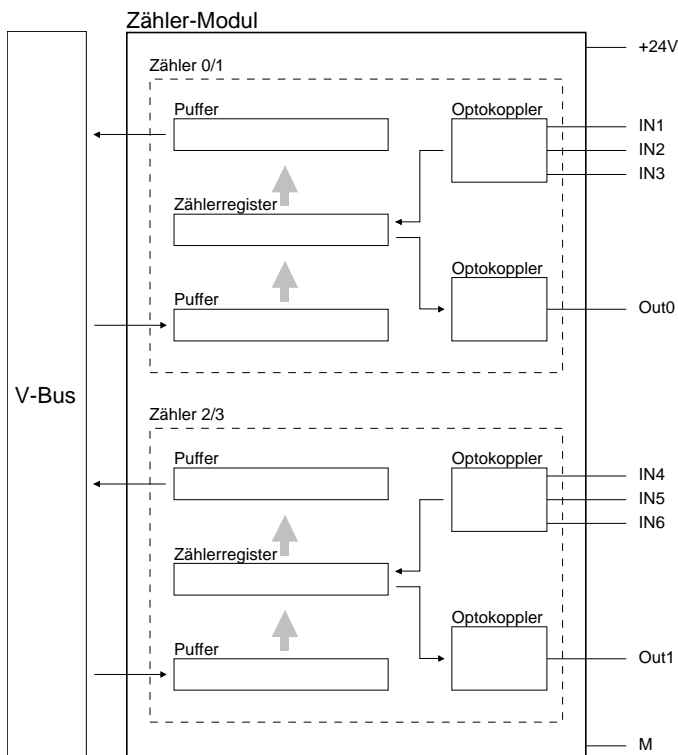 Zähler-Modul
+24V
Zähler 0/1
Puffer
Optokoppler
IN1
IN2
IN3
Zählerregister
Optokoppler
Puffer
Out0
V-Bus
Zähler 2/3
Puffer
Optokoppler
IN4
IN5
IN6
Zählerregister
Optokoppler
Puffer
Out1
M